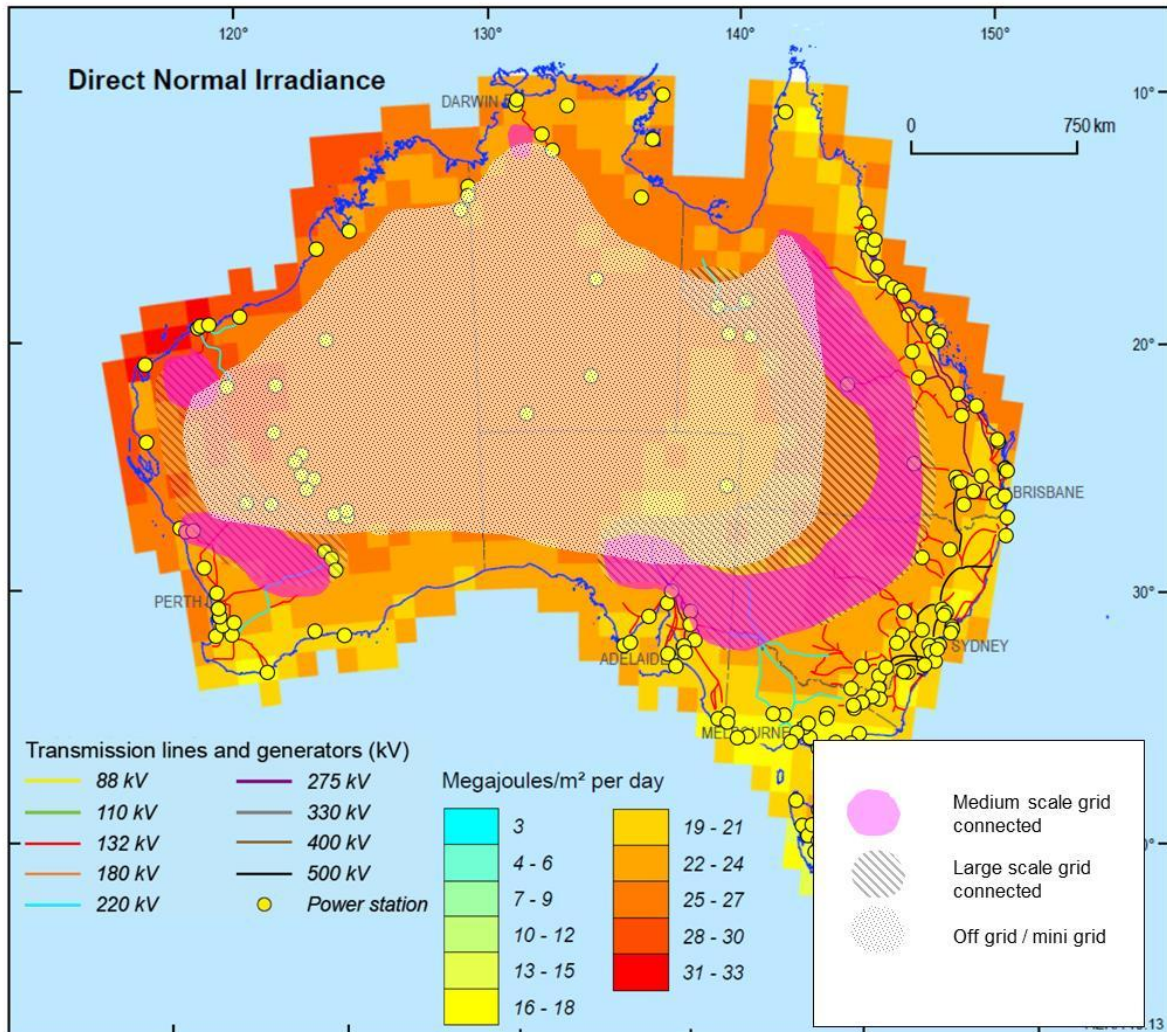 120°
130°
140°
150°
Direct Normal Irradiance
DARWIN
10°
0
750 km
20°
BRISBANE
30°
PERTH
SYDNEY
ADELAIDE
MELBOURNE
Transmission lines and generators (kV)
88 kV
110 kV
132 kV
180 kV
220 kV
275 kV
330 kV
400 kV
500 kV
Power station
Megajoules/m² per day
3
4 - 6
7 - 9
10 - 12
13 - 15
16 - 18
19 - 21
22 - 24
25 - 27
28 - 30
31 - 33
Medium scale grid
connected
Large scale grid
connected
Off grid / mini grid